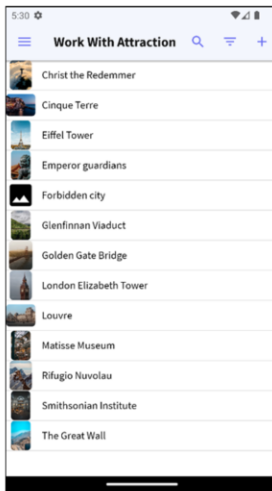 5:30
Work With Attraction
Christ the Redemmer
Cinque Terre
Eiffel Tower
Emperor guardians
Forbidden city
Glenfinnan Viaduct
Golden Gate Bridge
London Elizabeth Tower
Louvre
Matisse Museum
Rifugio Nuvolau
Smithsonian Institute
The Great Wall